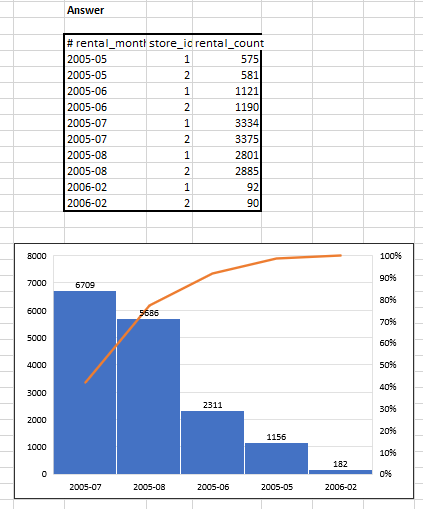 Answer
# rental_month store_ic rental_count
2005-05 1 575
2005-05 2 581
2005-06 1 1121
2005-06 2 1190
2005-07 1 3334
2005-07 2 3375
2005-08 1 2801
2005-08 2 2885
2006-02 1 92
2006-02 2 90
8000 100%
7000 90%
6000 80%
5000 70%
4000 60%
3000 50%
2000 40%
1000 30%
0 20%
10%
0%
6709
5686
2311
1156
182
2005-07 2005-08 2005-06 2005-05 2006-02